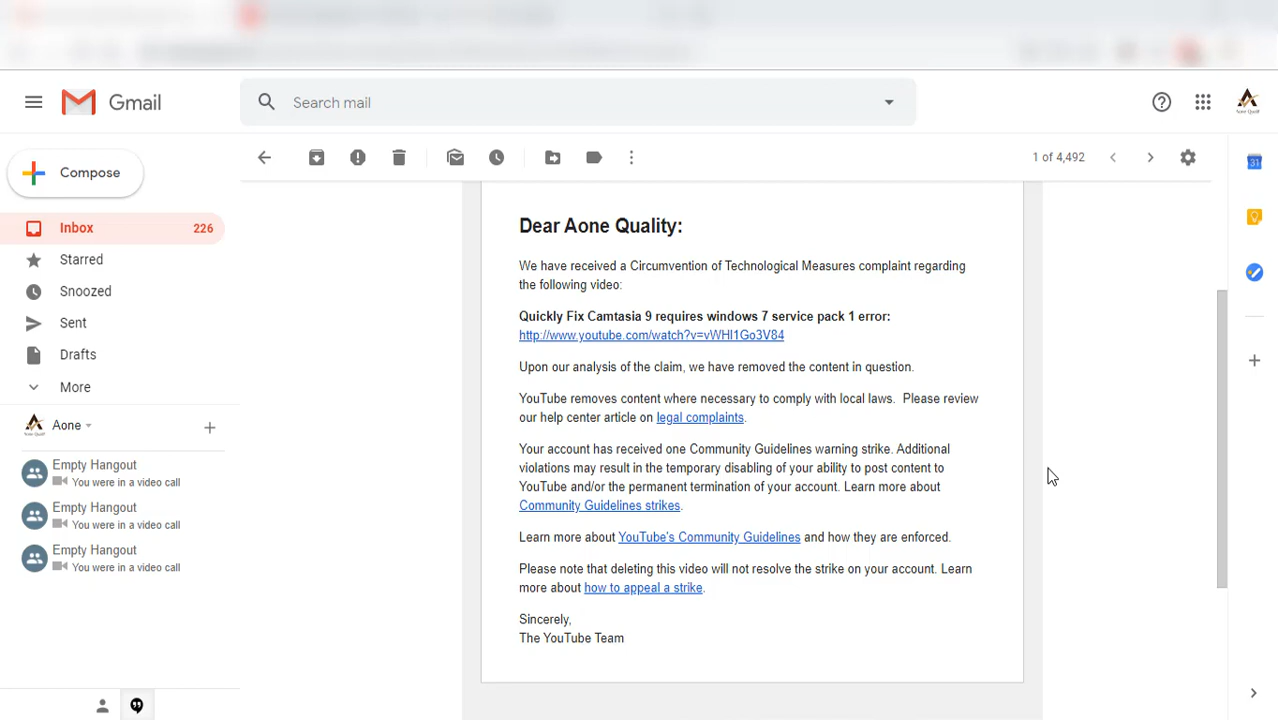 Gmail
Search mail
Compose
1 of 4,492
31
Inbox 226
Starred
Snoozed
Sent
Drafts
More
Aone
Empty Hangout
You were in a video call
Empty Hangout
You were in a video call
Empty Hangout
You were in a video call
Dear Aone Quality:
We have received a Circumvention of Technological Measures complaint regarding
the following video:
Quickly Fix Camtasia 9 requires windows 7 service pack 1 error:
http://www.youtube.com/watch?v=vWHI1Go3V84
Upon our analysis of the claim, we have removed the content in question.
YouTube removes content where necessary to comply with local laws.  Please review
our help center article on legal complaints.
Your account has received one Community Guidelines warning strike. Additional
violations may result in the temporary disabling of your ability to post content to
YouTube and/or the permanent termination of your account. Learn more about
Community Guidelines strikes.
Learn more about YouTube's Community Guidelines and how they are enforced.
Please note that deleting this video will not resolve the strike on your account. Learn
more about how to appeal a strike.
Sincerely,
The YouTube Team